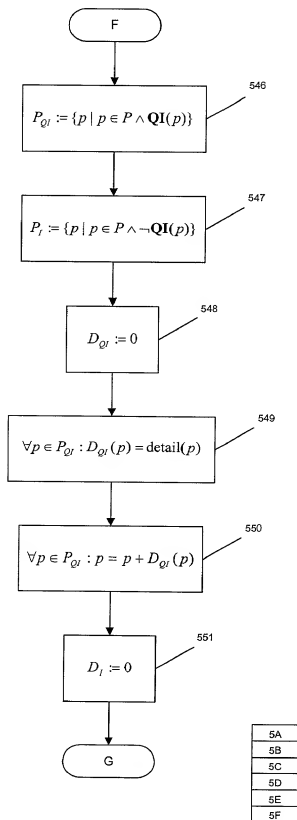 F
546
P_{QI} := {p | p ∈ P ∧ QI(p)}
547
P_I := {p | p ∈ P ∧ ¬QI(p)}
548
D_{QI} := 0
549
∀p ∈ P_{QI} : D_{QI}(p) = detail(p)
550
∀p ∈ P_{QI} : p = p + D_{QI}(p)
551
D_I := 0
G
5A
5B
5C
5D
5E
5F